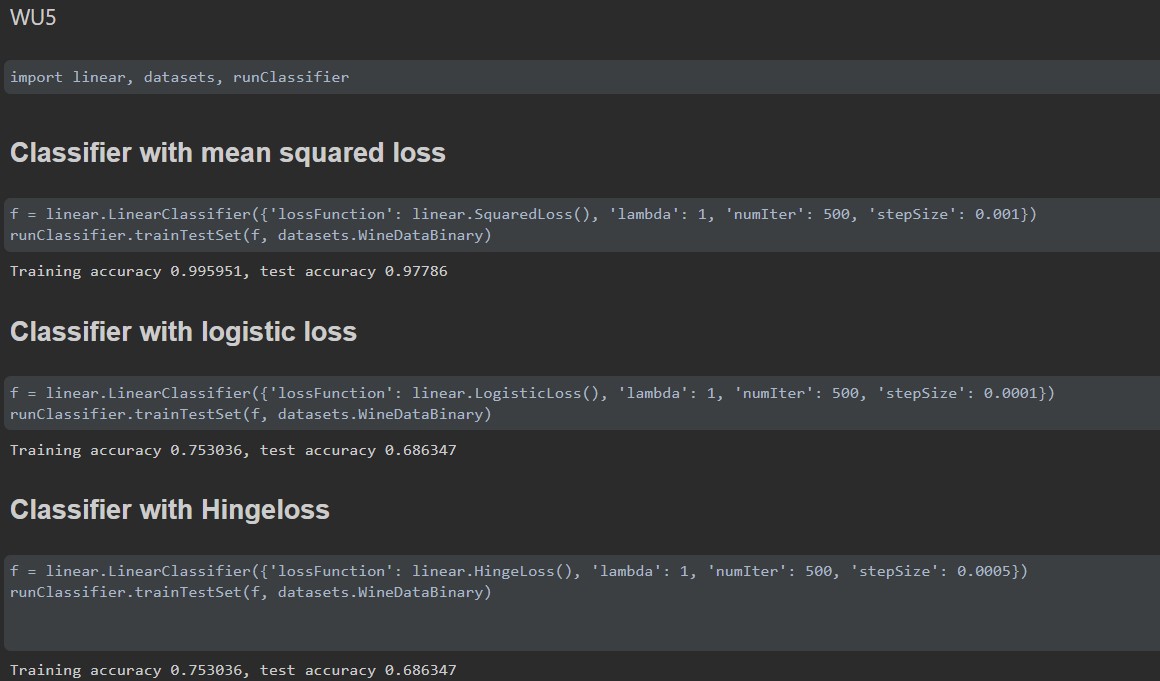 WU5
import linear, datasets, runClassifier
Classifier with mean squared loss
f = linear.LinearClassifier({'lossFunction': linear.SquaredLoss(), 'lambda': 1, 'numIter': 500, 'stepSize': 0.001})
runClassifier.trainTestSet(f, datasets.WineDataBinary)
Training accuracy 0.995951, test accuracy 0.97786
Classifier with logistic loss
f = linear.LinearClassifier({'lossFunction': linear.LogisticLoss(), 'lambda': 1, 'numIter': 500, 'stepSize': 0.0001})
runClassifier.trainTestSet(f, datasets.WineDataBinary)
Training accuracy 0.753036, test accuracy 0.686347
Classifier with Hingeloss
f = linear.LinearClassifier({'lossFunction': linear.HingeLoss(), 'lambda': 1, 'numIter': 500, 'stepSize': 0.0005})
runClassifier.trainTestSet(f, datasets.WineDataBinary)
Training accuracy 0.753036, test accuracy 0.686347